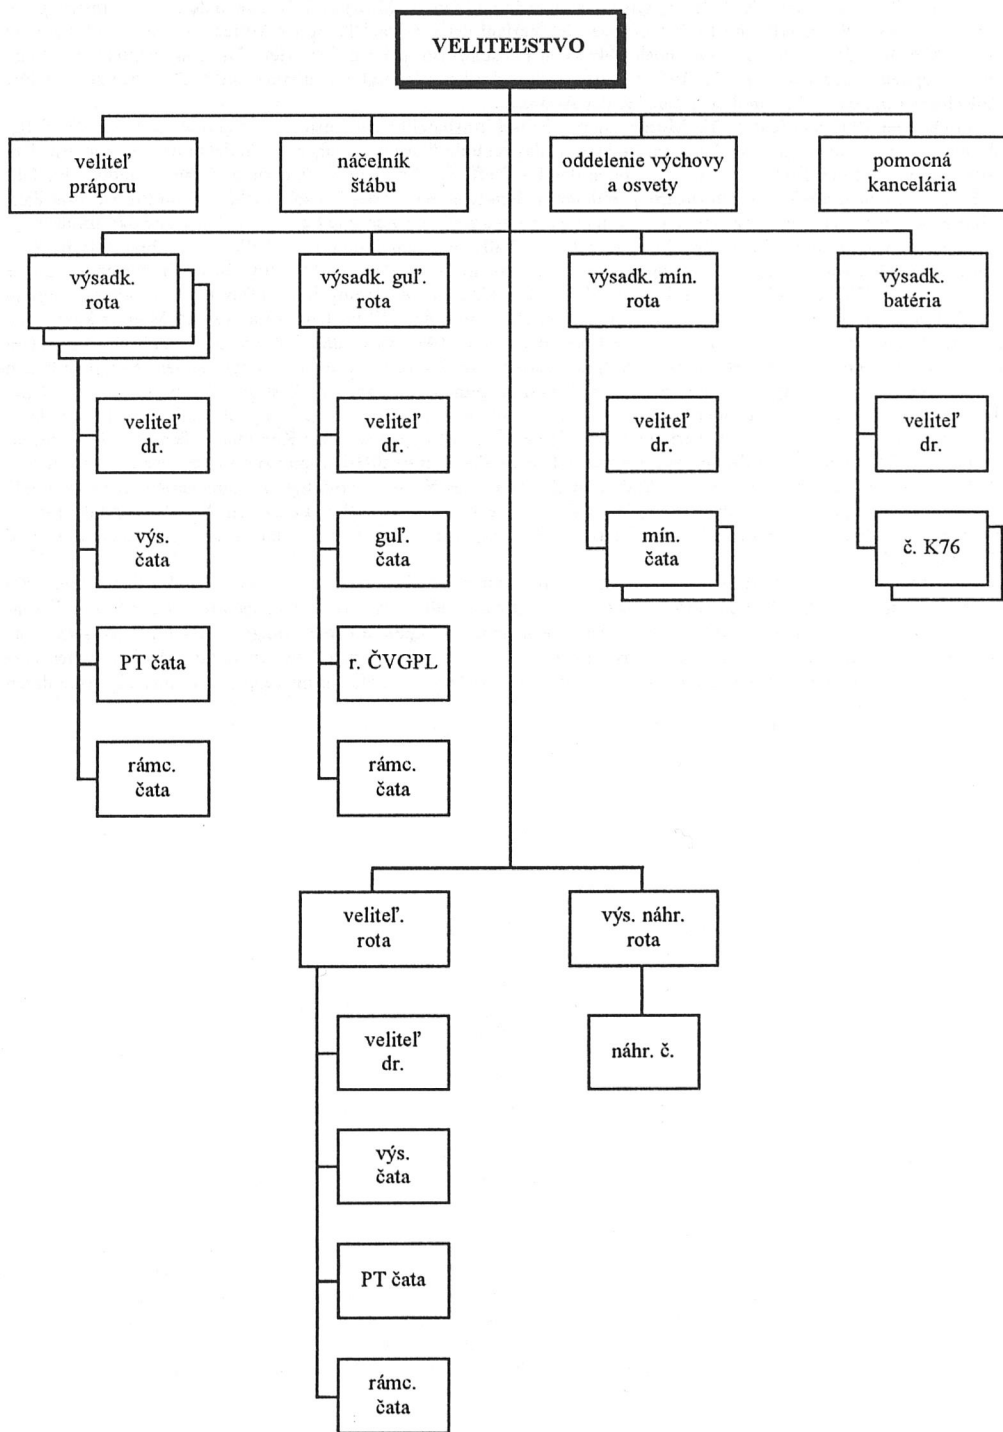 VELITEĽSTVO
veliteľ
práporu
náčelník
štábu
oddelenie výchovy
a osvety
pomocná
kancelária
výsadk.
rota
výsadk. guľ.
rota
výsadk. mín.
rota
výsadk.
batéria
veliteľ
dr.
výs.
čata
PT čata
rámc.
čata
veliteľ
dr.
guľ.
čata
r. ČVGPL
rámc.
čata
veliteľ
dr.
mín.
čata
veliteľ
dr.
č. K76
veliteľ.
rota
veliteľ
dr.
výs.
čata
PT čata
rámc.
čata
výs. náhr.
rota
náhr. č.